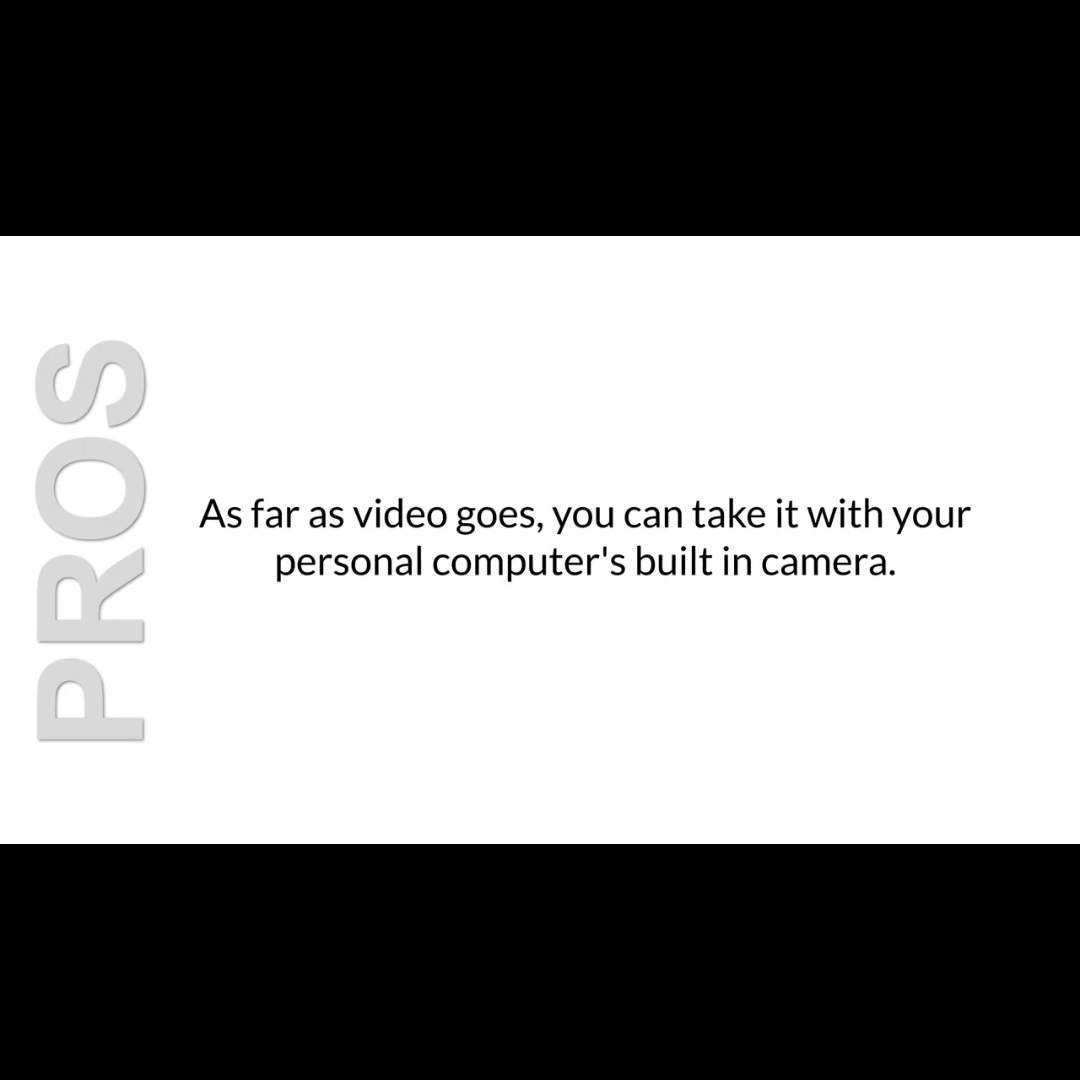 PROS
As far as video goes, you can take it with your
personal computer's built in camera.